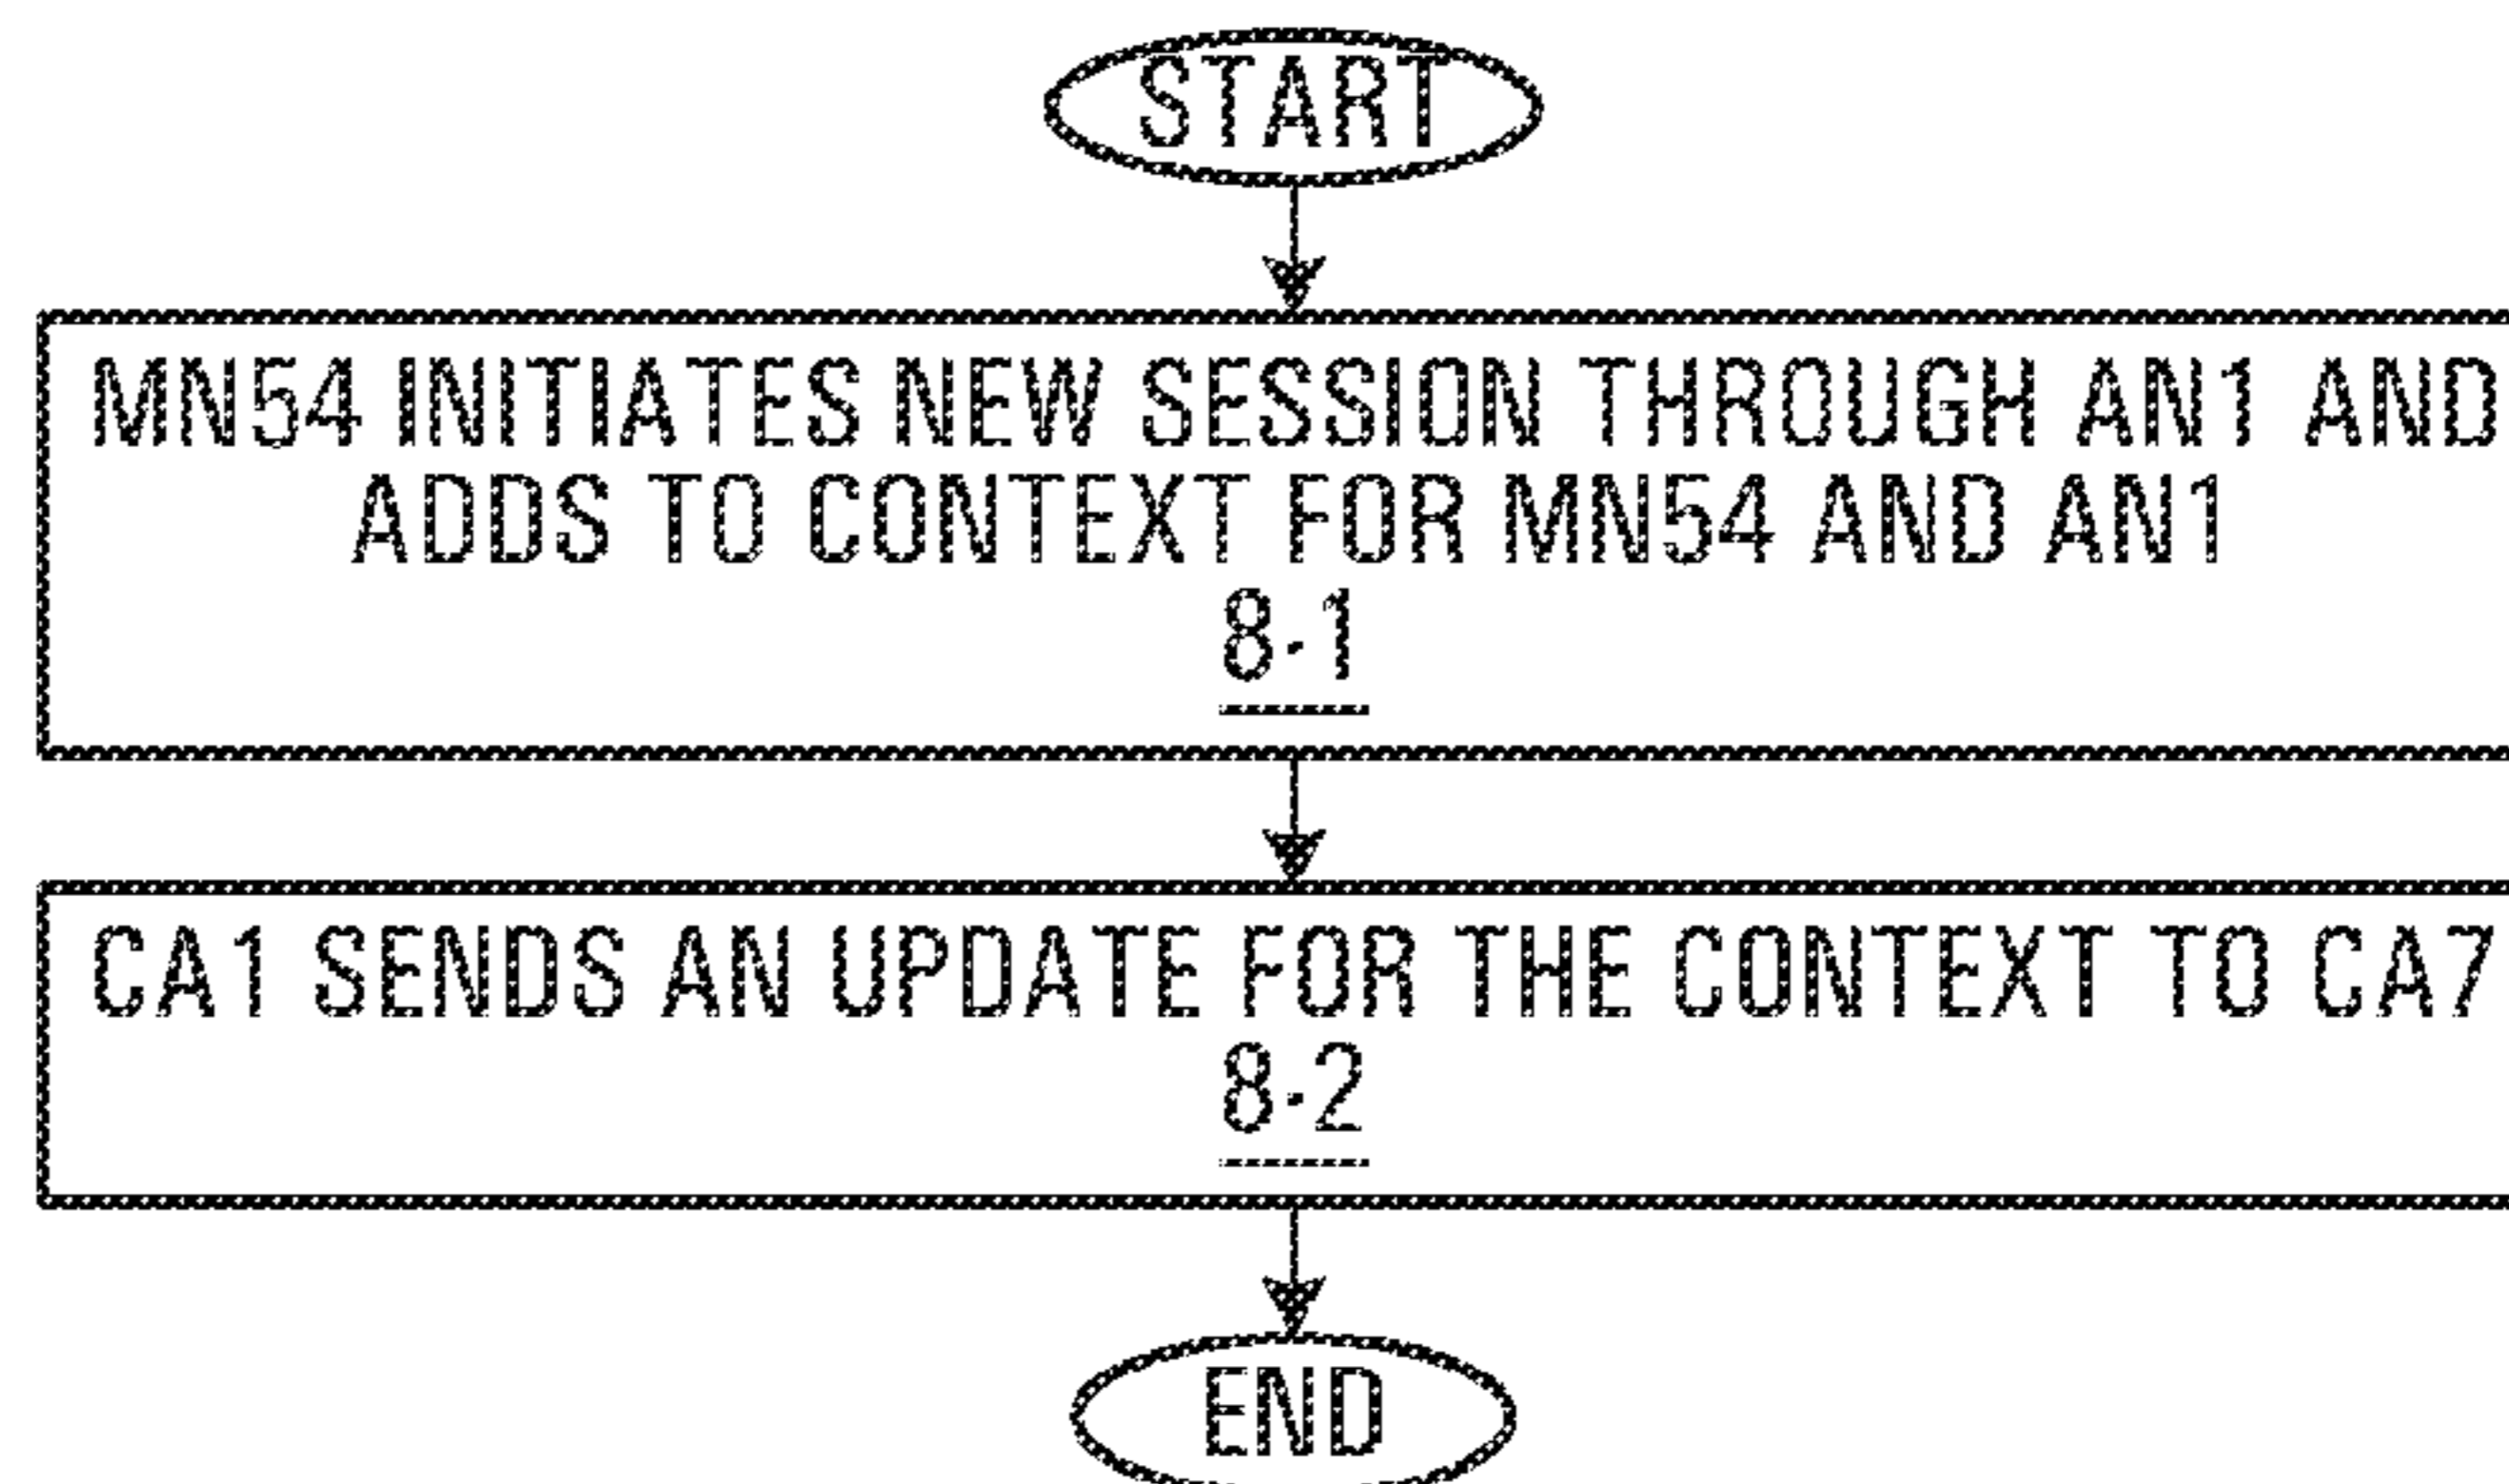 START
MN54 INITIATES NEW SESSION THROUGH AN1 AND
ADDS TO CONTEXT FOR MN54 AND AN1
8-1
CA1 SENDS AN UPDATE FOR THE CONTEXT TO CA7
8-2
END